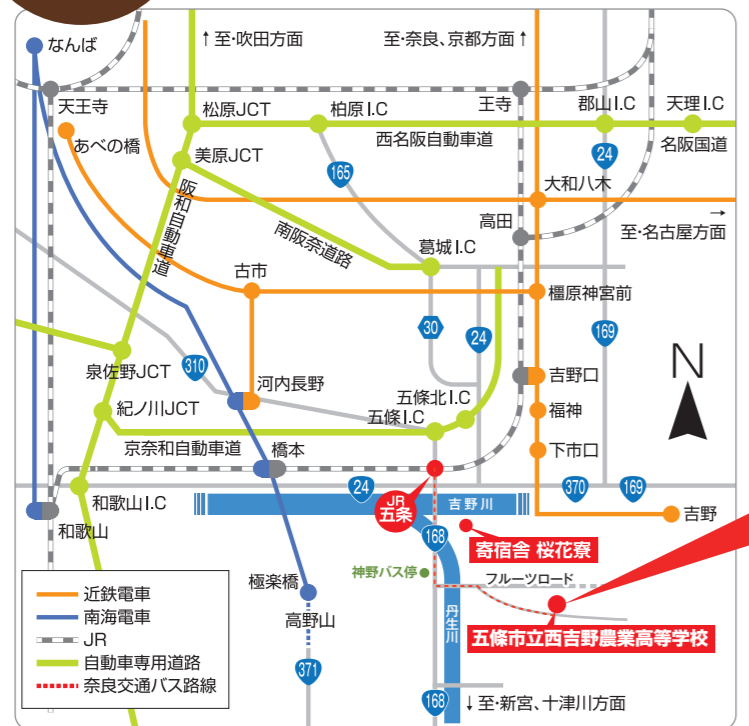 なんば
↑至・吹田方面
至・奈良、京都方面↑
天王寺
松原JCT
柏原I.C
王寺
郡山I.C
天理I.C
あべの橋
西名阪自動車道
名阪国道
美原JCT
165
24
阪和自動車道
大和八木
南阪奈道路
高田
葛城I.C
→
至・名古屋方面
古市
橿原神宮前
30
24
169
310
泉佐野JCT
河内長野
吉野口
N
紀ノ川JCT
五條北I.C
五條I.C
福神
京奈和自動車道
橋本
下市口
和歌山I.C
24
JR
五条
吉野川
370
169
和歌山
吉野
168
寄宿舎 桜花寮
神野バス停
フルーツロード
極楽橋
丹生川
高野山
五條市立西吉野農業高等学校
371
168
↓至・新宮、十津川方面
近鉄電車
南海電車
JR
自動車専用道路
奈良交通バス路線